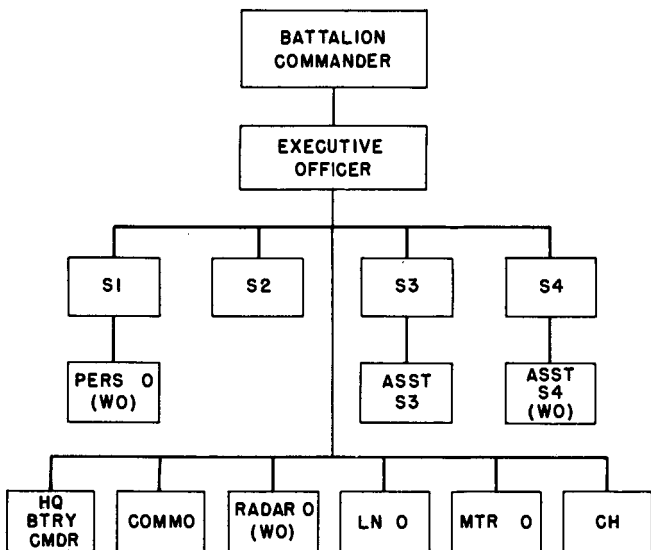 BATTALION
COMMANDER
EXECUTIVE
OFFICER
S1
S2
S3
S4
PERS O
(WO)
ASST
S3
ASST
S4
(WO)
HQ
BTRY
CMDR
COMMO
RADAR O
(WO)
LN O
MTR O
CH